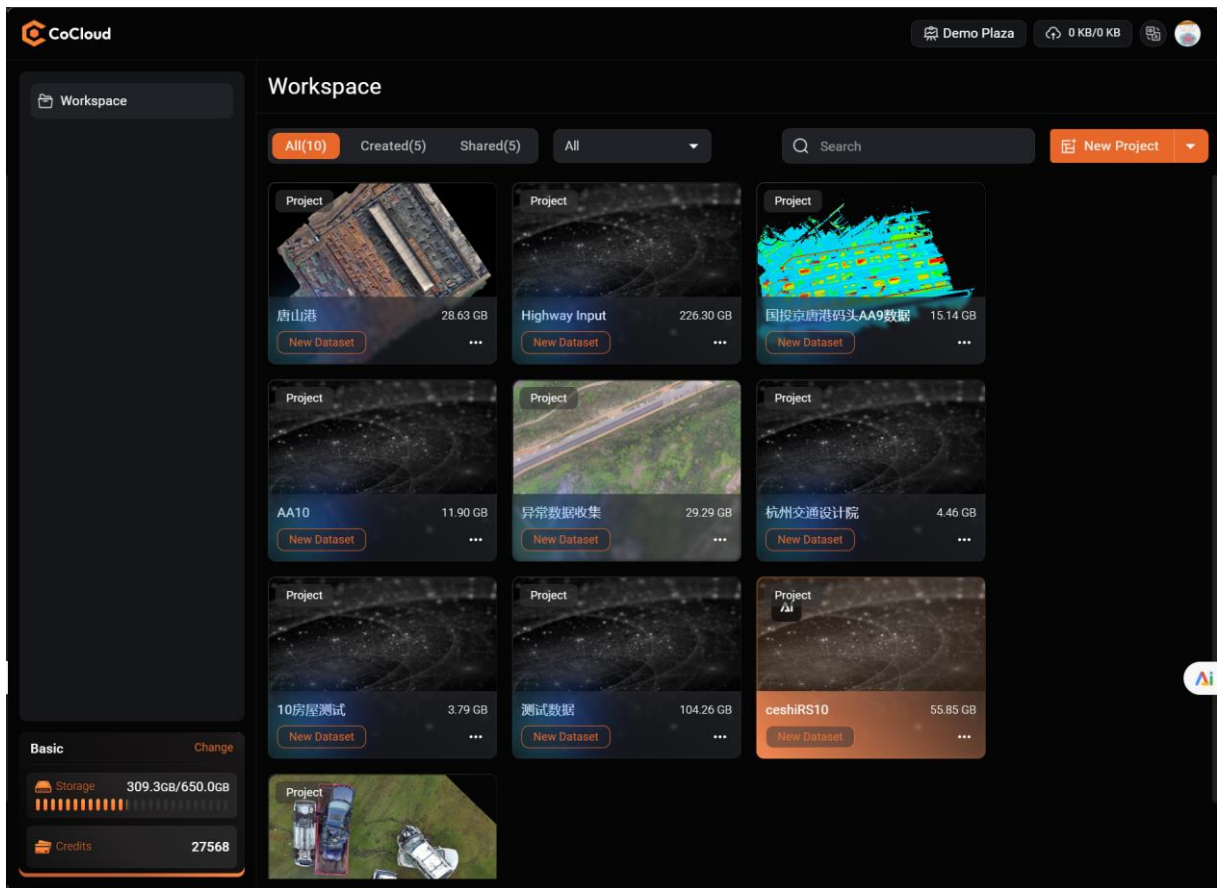 CoCloud
Demo Plaza
0 KB/0 KB
Workspace
Workspace
All(10)
Created(5)
Shared(5)
All
Search
New Project
Project
唐山港
28.63 GB
New Dataset
Project
Highway Input
226.30 GB
New Dataset
Project
国投京唐港码头AA9数据
15.14 GB
New Dataset
Project
AA10
11.90 GB
New Dataset
Project
异常数据收集
29.29 GB
New Dataset
Project
杭州交通设计院
4.46 GB
New Dataset
Project
10房屋测试
3.79 GB
New Dataset
Project
测试数据
104.26 GB
New Dataset
Project
Ai
ceshiRS10
55.85 GB
New Dataset
Project
Ai
Basic
Change
Storage
309.3GB/650.0GB
Credits
27568